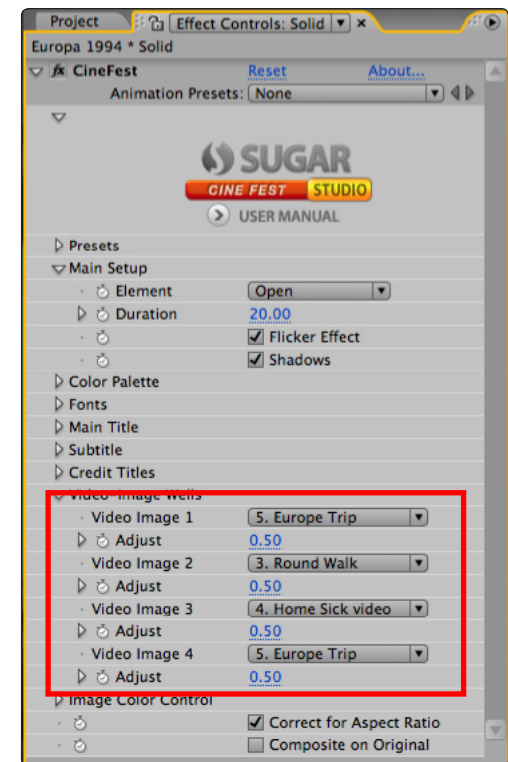 Project Effect Controls: Solid ×
Europa 1994 * Solid
fx CineFest Reset About...
Animation Presets: None
SUGAR
CINE FEST STUDIO
USER MANUAL
Presets
Main Setup
Element Open
Duration 20.00
Flicker Effect
Shadows
Color Palette
Fonts
Main Title
Subtitle
Credit Titles
Video-Image Wells
Video Image 1 5. Europe Trip
Adjust 0.50
Video Image 2 3. Round Walk
Adjust 0.50
Video Image 3 4. Home Sick video
Adjust 0.50
Video Image 4 5. Europe Trip
Adjust 0.50
Image Color Control
Correct for Aspect Ratio
Composite on Original